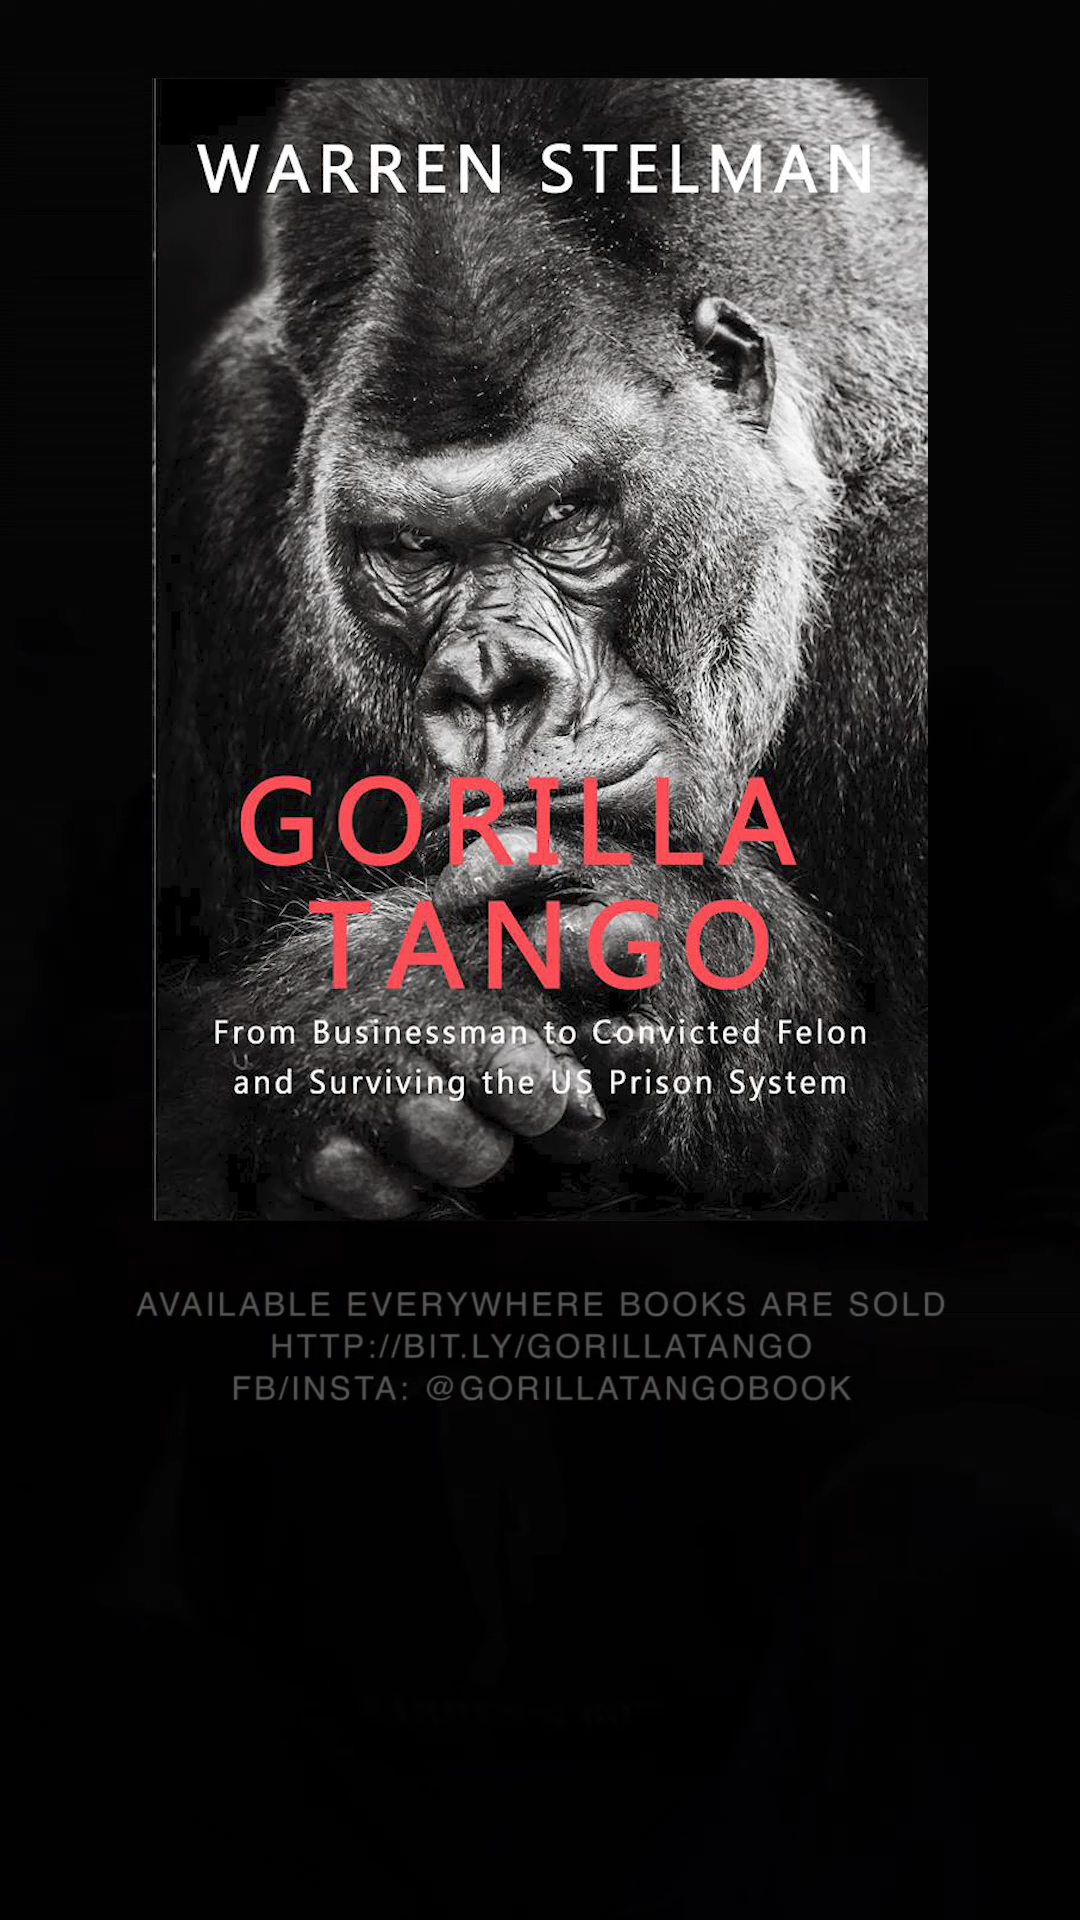 WARREN STELMAN
GORILLA
TANGO
From Businessman to Convicted Felon
and Surviving the US Prison System
AVAILABLE EVERYWHERE BOOKS ARE SOLD
HTTP://BIT.LY/GORILLATANGO
FB/INSTA: @GORILLATANGOBOOK